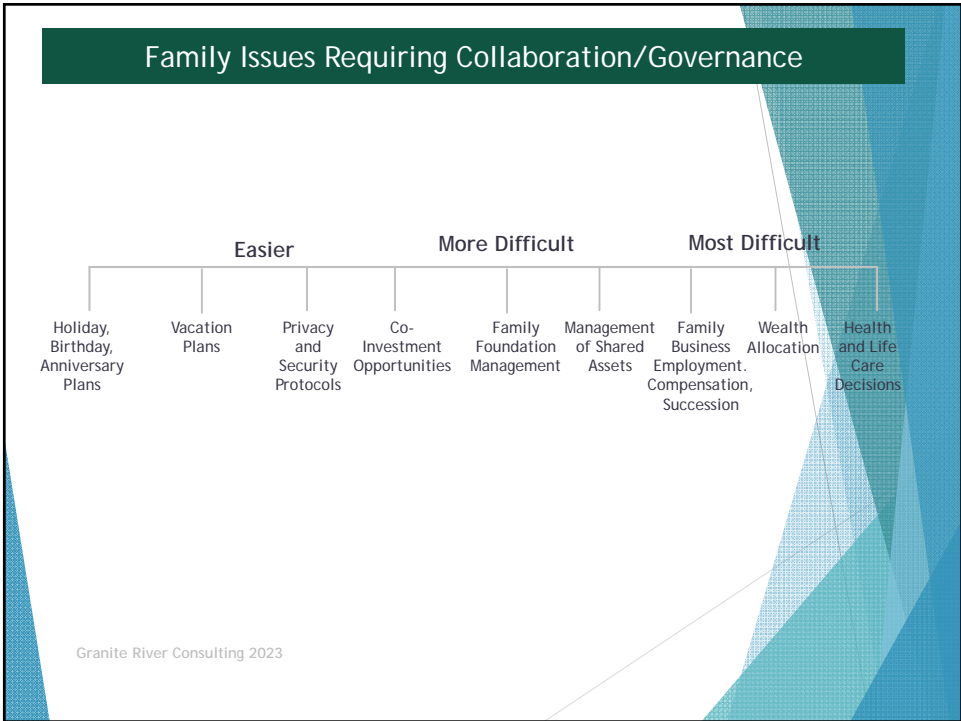 Family Issues Requiring Collaboration/Governance
Easier
More Difficult
Most Difficult
Holiday,
Birthday,
Anniversary
Plans
Vacation
Plans
Privacy
and
Security
Protocols
Co-
Investment
Opportunities
Family
Foundation
Management
Management
of Shared
Assets
Family
Business
Employment.
Compensation,
Succession
Wealth
Allocation
Health
and Life
Care
Decisions
Granite River Consulting 2023